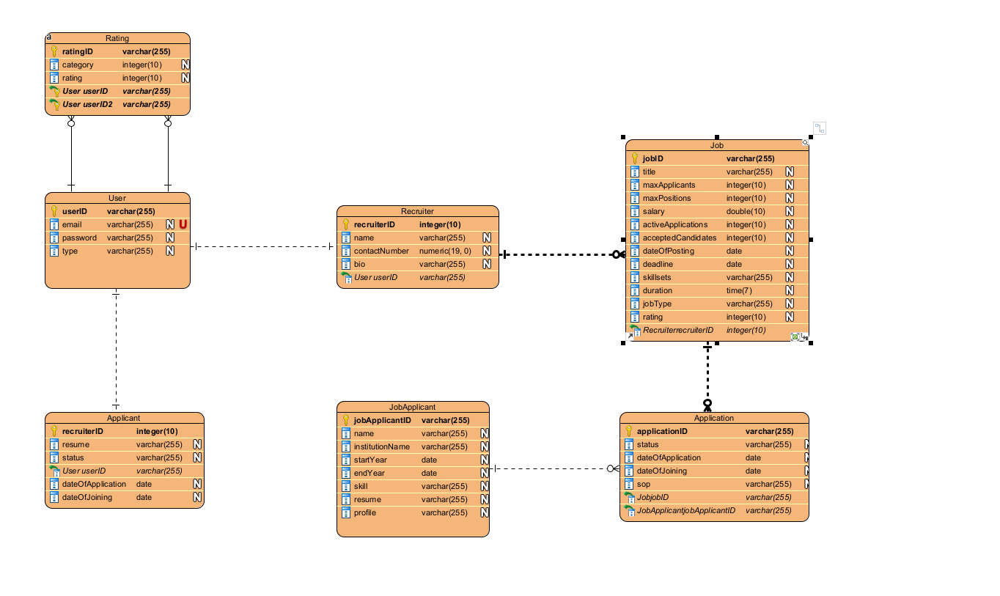 a
Rating
ratingID varchar(255)
category integer(10) N
rating integer(10) N
User userID varchar(255)
User userID2 varchar(255)
User
userID varchar(255)
email varchar(255) N U
password varchar(255) N
type varchar(255) N
Recruiter
recruiterID integer(10)
name varchar(255) N
contactNumber numeric(19, 0) N
bio varchar(255) N
User userID varchar(255)
Job
jobID varchar(255)
title varchar(255) N
maxApplicants integer(10) N
maxPositions integer(10) N
salary double(10) N
activeApplications integer(10) N
acceptedCandidates integer(10) N
dateOfPosting date N
deadline date N
skillsets varchar(255) N
duration time(7) N
jobType varchar(255) N
rating integer(10) N
RecruiterrecruiterID integer(10)
Applicant
recruiterID integer(10)
resume varchar(255) N
status varchar(255) N
User userID varchar(255)
dateOfApplication date N
dateOfJoining date N
JobApplicant
jobApplicantID varchar(255)
name varchar(255) N
institutionName varchar(255) N
startYear date N
endYear date N
skill varchar(255) N
resume varchar(255) N
profile varchar(255) N
Application
applicationID varchar(255)
status varchar(255) N
dateOfApplication date N
dateOfJoining date N
sop varchar(255) N
JobjobID varchar(255)
JobApplicantjobApplicantID varchar(255)